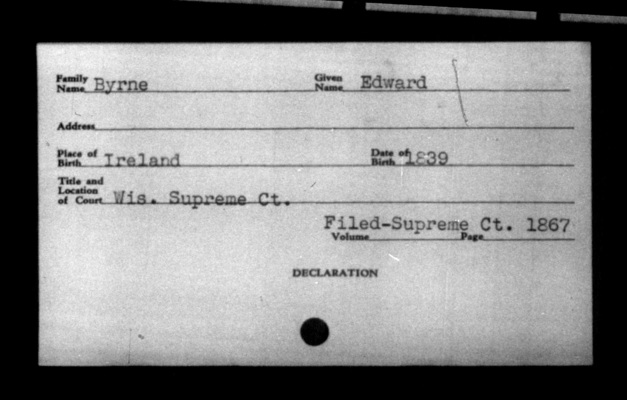 Family Name Byrne Given Name Edward
Address
Place of Birth Ireland Date of Birth 1839
Title and Location of Court Wis. Supreme Ct.
Filed-Supreme Ct. 1867
Volume Page
DECLARATION